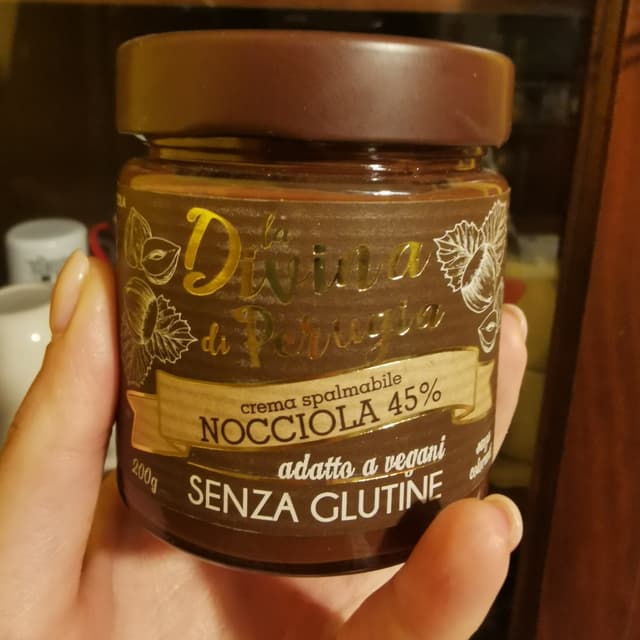 la
Divina
di Perugia
crema spalmabile
NOCCIOLA 45%
adatto a vegani
SENZA GLUTINE
200g